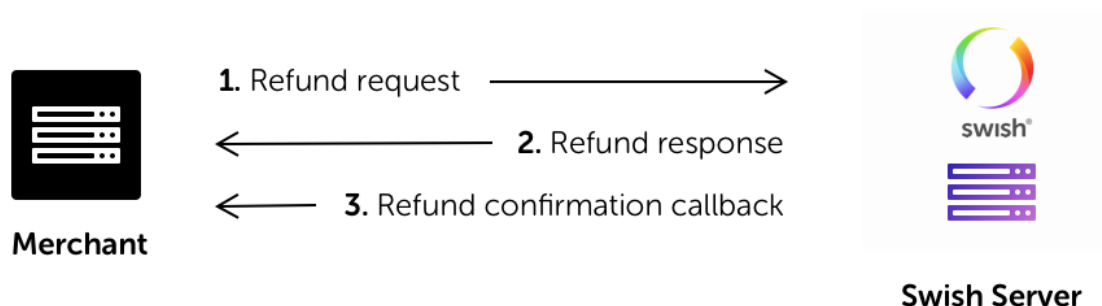 1. Refund request
2. Refund response
3. Refund confirmation callback
Merchant
swish®
Swish Server